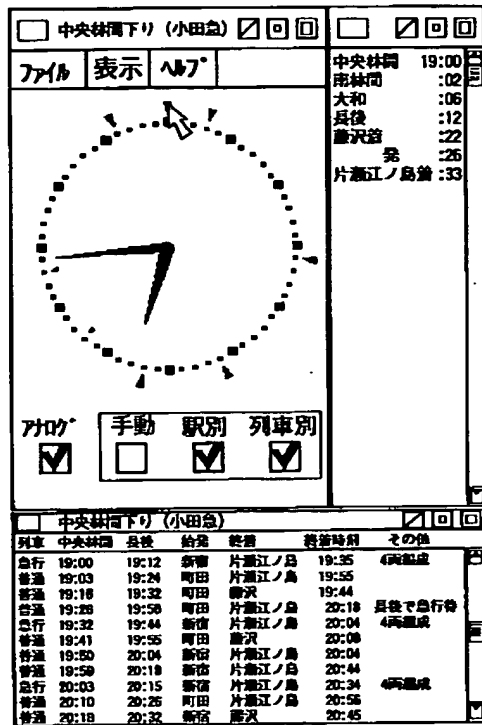 中央林間下り (小田急)
ファイル 表示 ヘルプ
アナログ
手動 駅別 列車別
中央林間 19:00
南林間 :02
大和 :06
長後 :12
藤沢着 :22
発 :26
片瀬江ノ島着 :33
中央林間下り (小田急)
列車 中央林間 長後 始発 終着 終着時刻 その他
急行 19:00 19:12 新宿 片瀬江ノ島 19:35 4両編成
普通 19:03 19:24 町田 片瀬江ノ島 19:55
普通 19:16 19:32 町田 藤沢 19:44
普通 19:26 19:56 町田 片瀬江ノ島 20:18 長後で急行待
急行 19:32 19:44 新宿 片瀬江ノ島 20:04 4両編成
普通 19:41 19:55 町田 藤沢 20:08
普通 19:50 20:04 新宿 片瀬江ノ島 20:04
普通 19:59 20:18 新宿 片瀬江ノ島 20:44
急行 20:03 20:15 新宿 片瀬江ノ島 20:34 4両編成
普通 20:10 20:26 町田 片瀬江ノ島 20:56
普通 20:18 20:32 新宿 藤沢 20:45